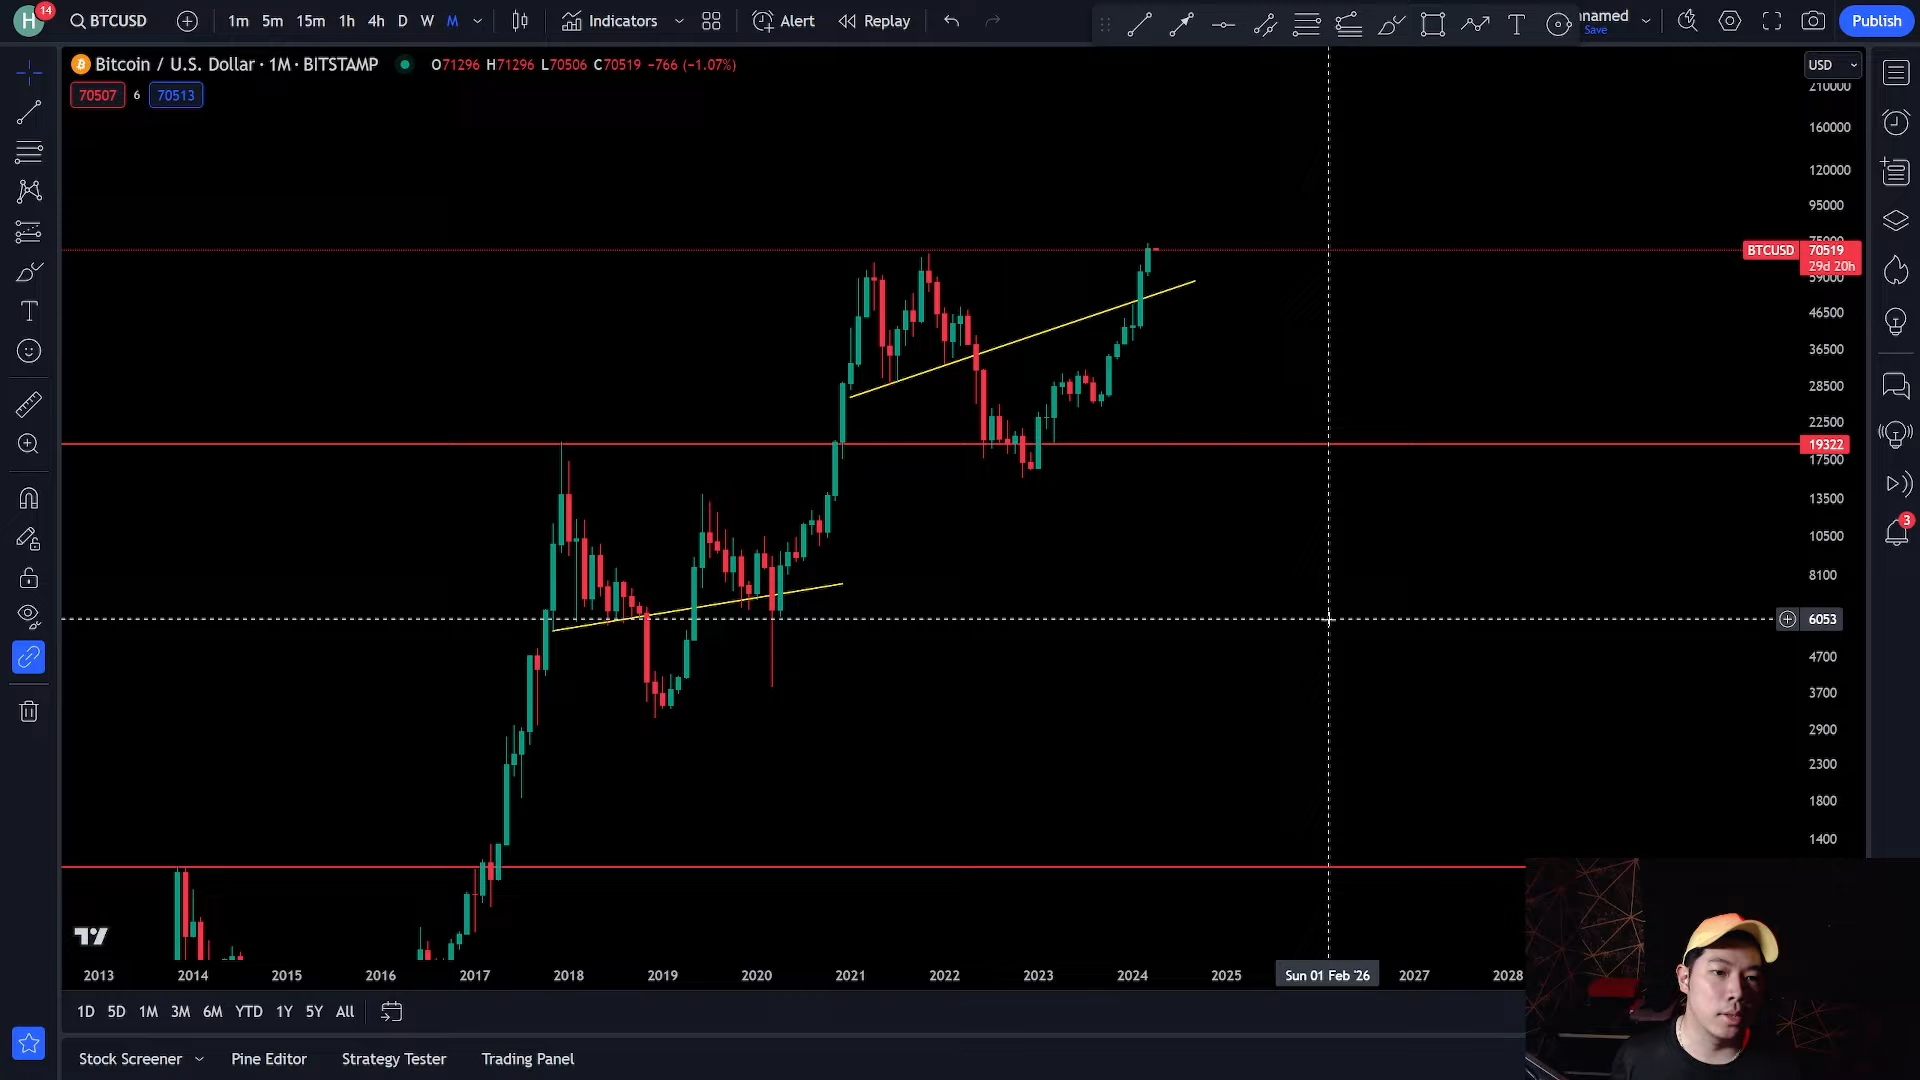 H 14 BTCUSD 1m 5m 15m 1h 4h D W M Indicators Alert Replay nnamed Save Publish
Bitcoin / U.S. Dollar · 1M · BITSTAMP O71296 H71296 L70506 C70519 −766 (−1.07%) USD
70507 6 70513
210000
160000
120000
95000
75000
BTCUSD 70519
29d 20h
59000
46500
36500
28500
22500
19322
17500
13500
10500
8100
6053
4700
3700
2900
2300
1800
1400
3
2013 2014 2015 2016 2017 2018 2019 2020 2021 2022 2023 2024 2025 Sun 01 Feb '26 2027 2028
1D 5D 1M 3M 6M YTD 1Y 5Y All
Stock Screener Pine Editor Strategy Tester Trading Panel